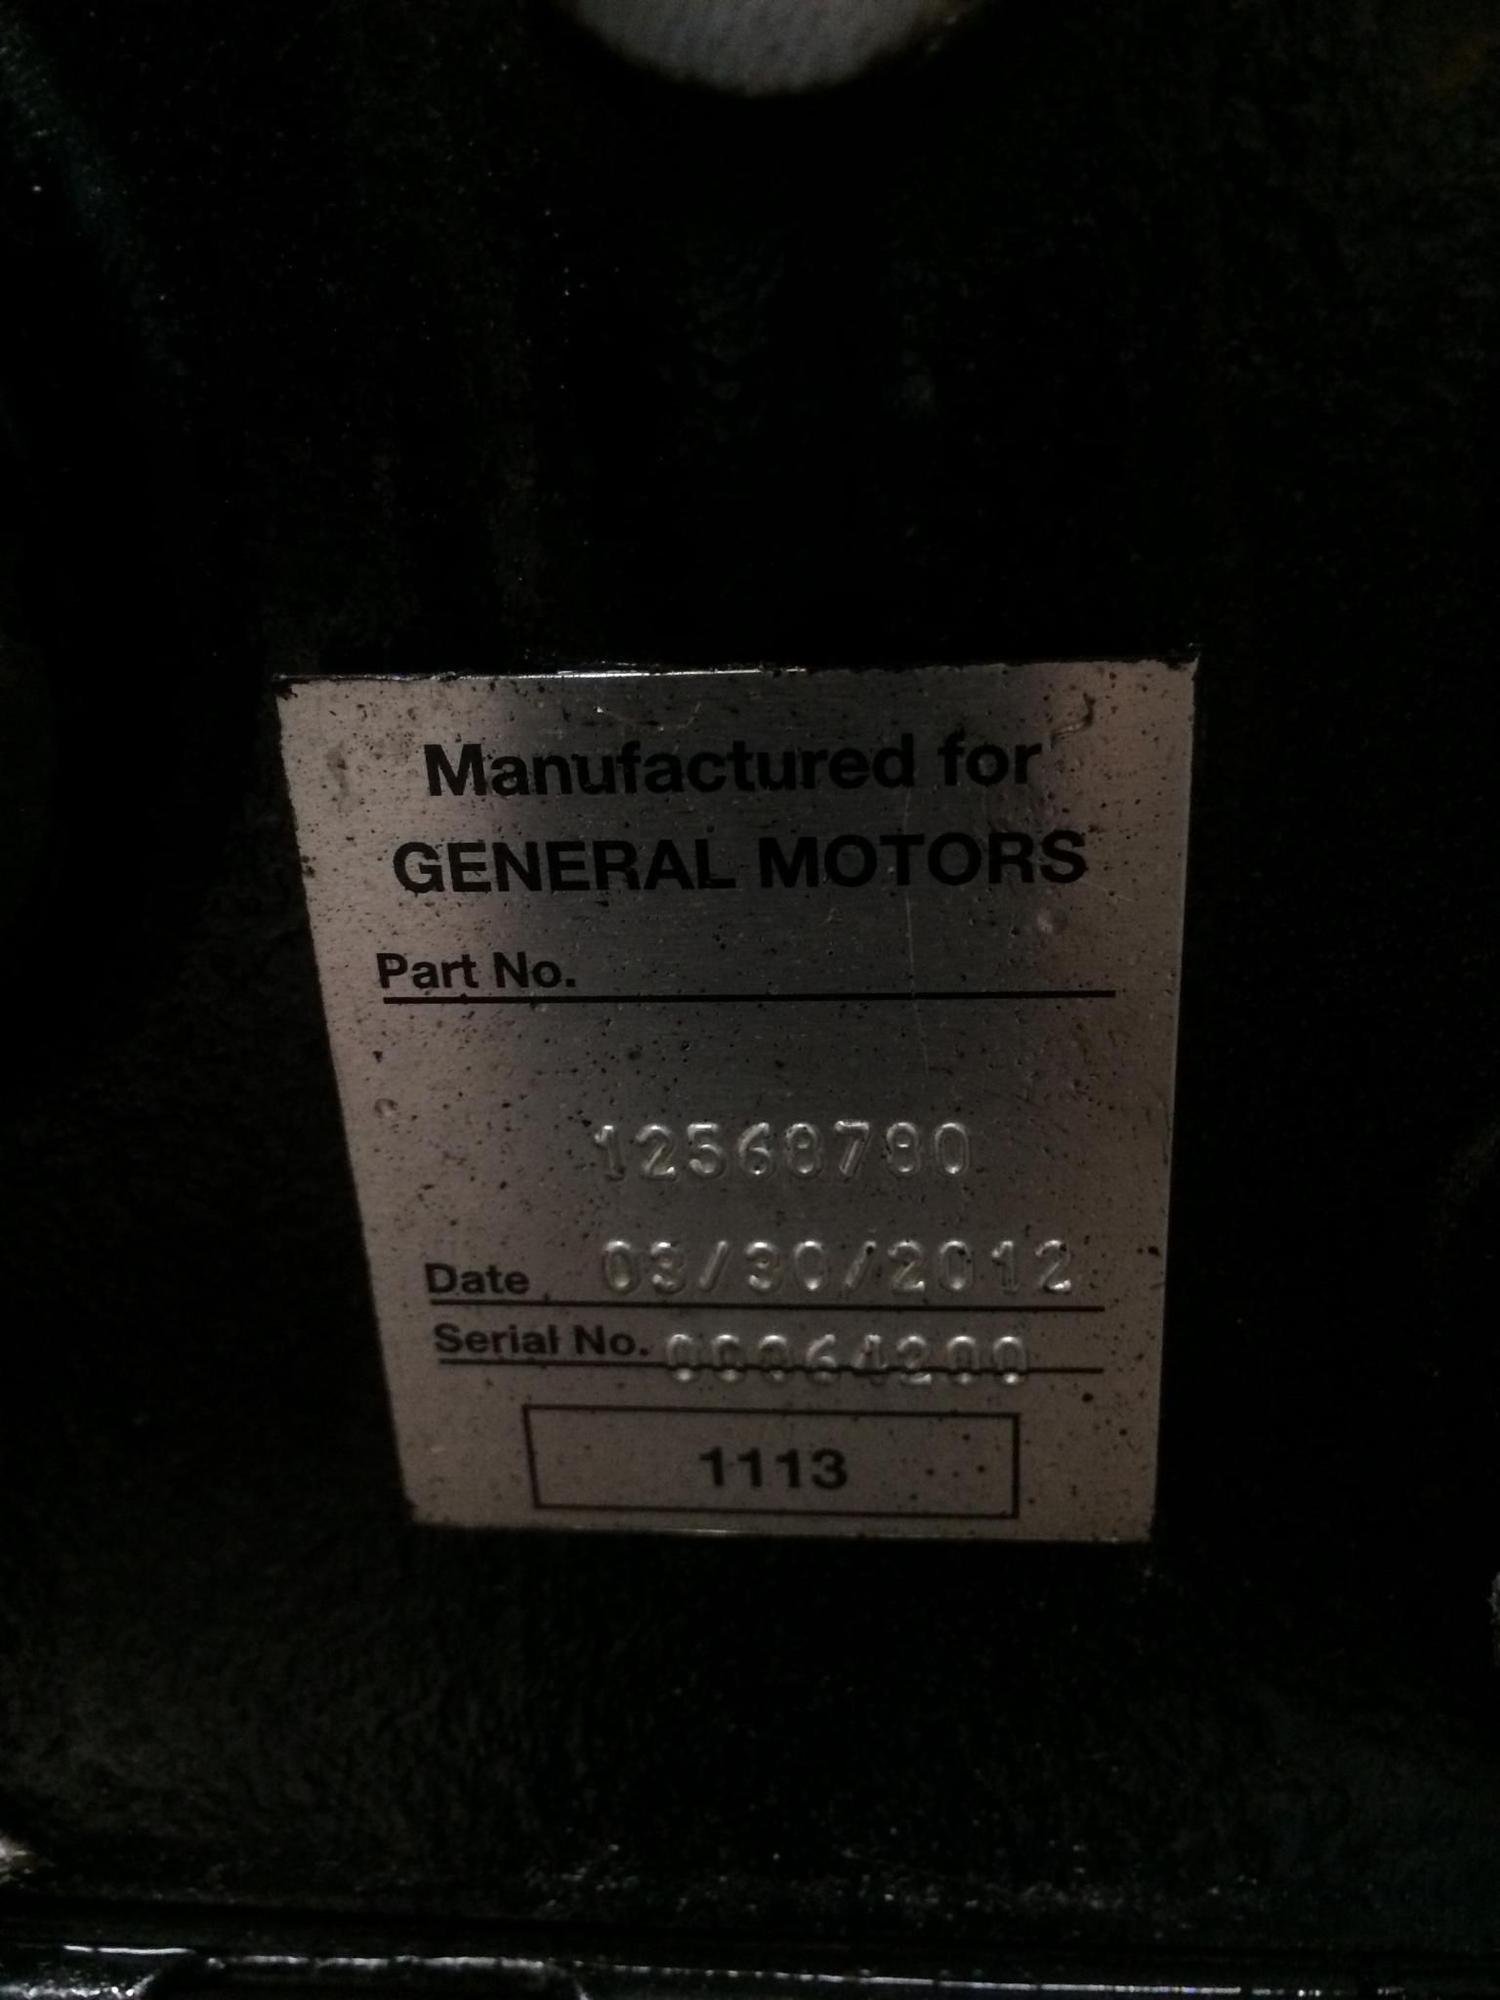 Manufactured for
GENERAL MOTORS
Part No.
12568780
Date 03/30/2012
Serial No. 00064200
1113